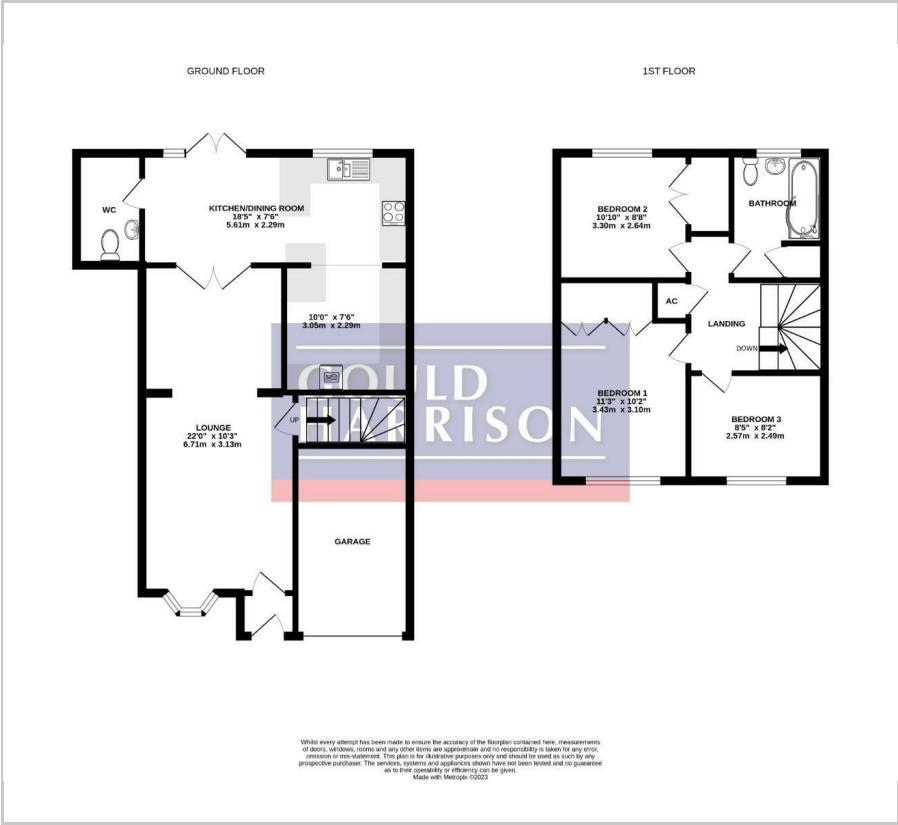 GROUND FLOOR
1ST FLOOR
WC
KITCHEN/DINING ROOM
18'5" x 7'6"
5.61m x 2.29m
10'0" x 7'6"
3.05m x 2.29m
UP
LOUNGE
22'0" x 10'3"
6.71m x 3.13m
GARAGE
BEDROOM 2
10'10" x 8'8"
3.30m x 2.64m
BATHROOM
AC
LANDING
DOWN
BEDROOM 1
11'3" x 10'2"
3.43m x 3.10m
BEDROOM 3
8'5" x 8'2"
2.57m x 2.49m
GOULD
HARRISON
Whilst every attempt has been made to ensure the accuracy of the floorplan contained here, measurements
of doors, windows, rooms and any other items are approximate and no responsibility is taken for any error,
omission or mis-statement. This plan is for illustrative purposes only and should be used as such by any
prospective purchaser. The services, systems and appliances shown have not been tested and no guarantee
as to their operability or efficiency can be given.
Made with Metropix ©2023